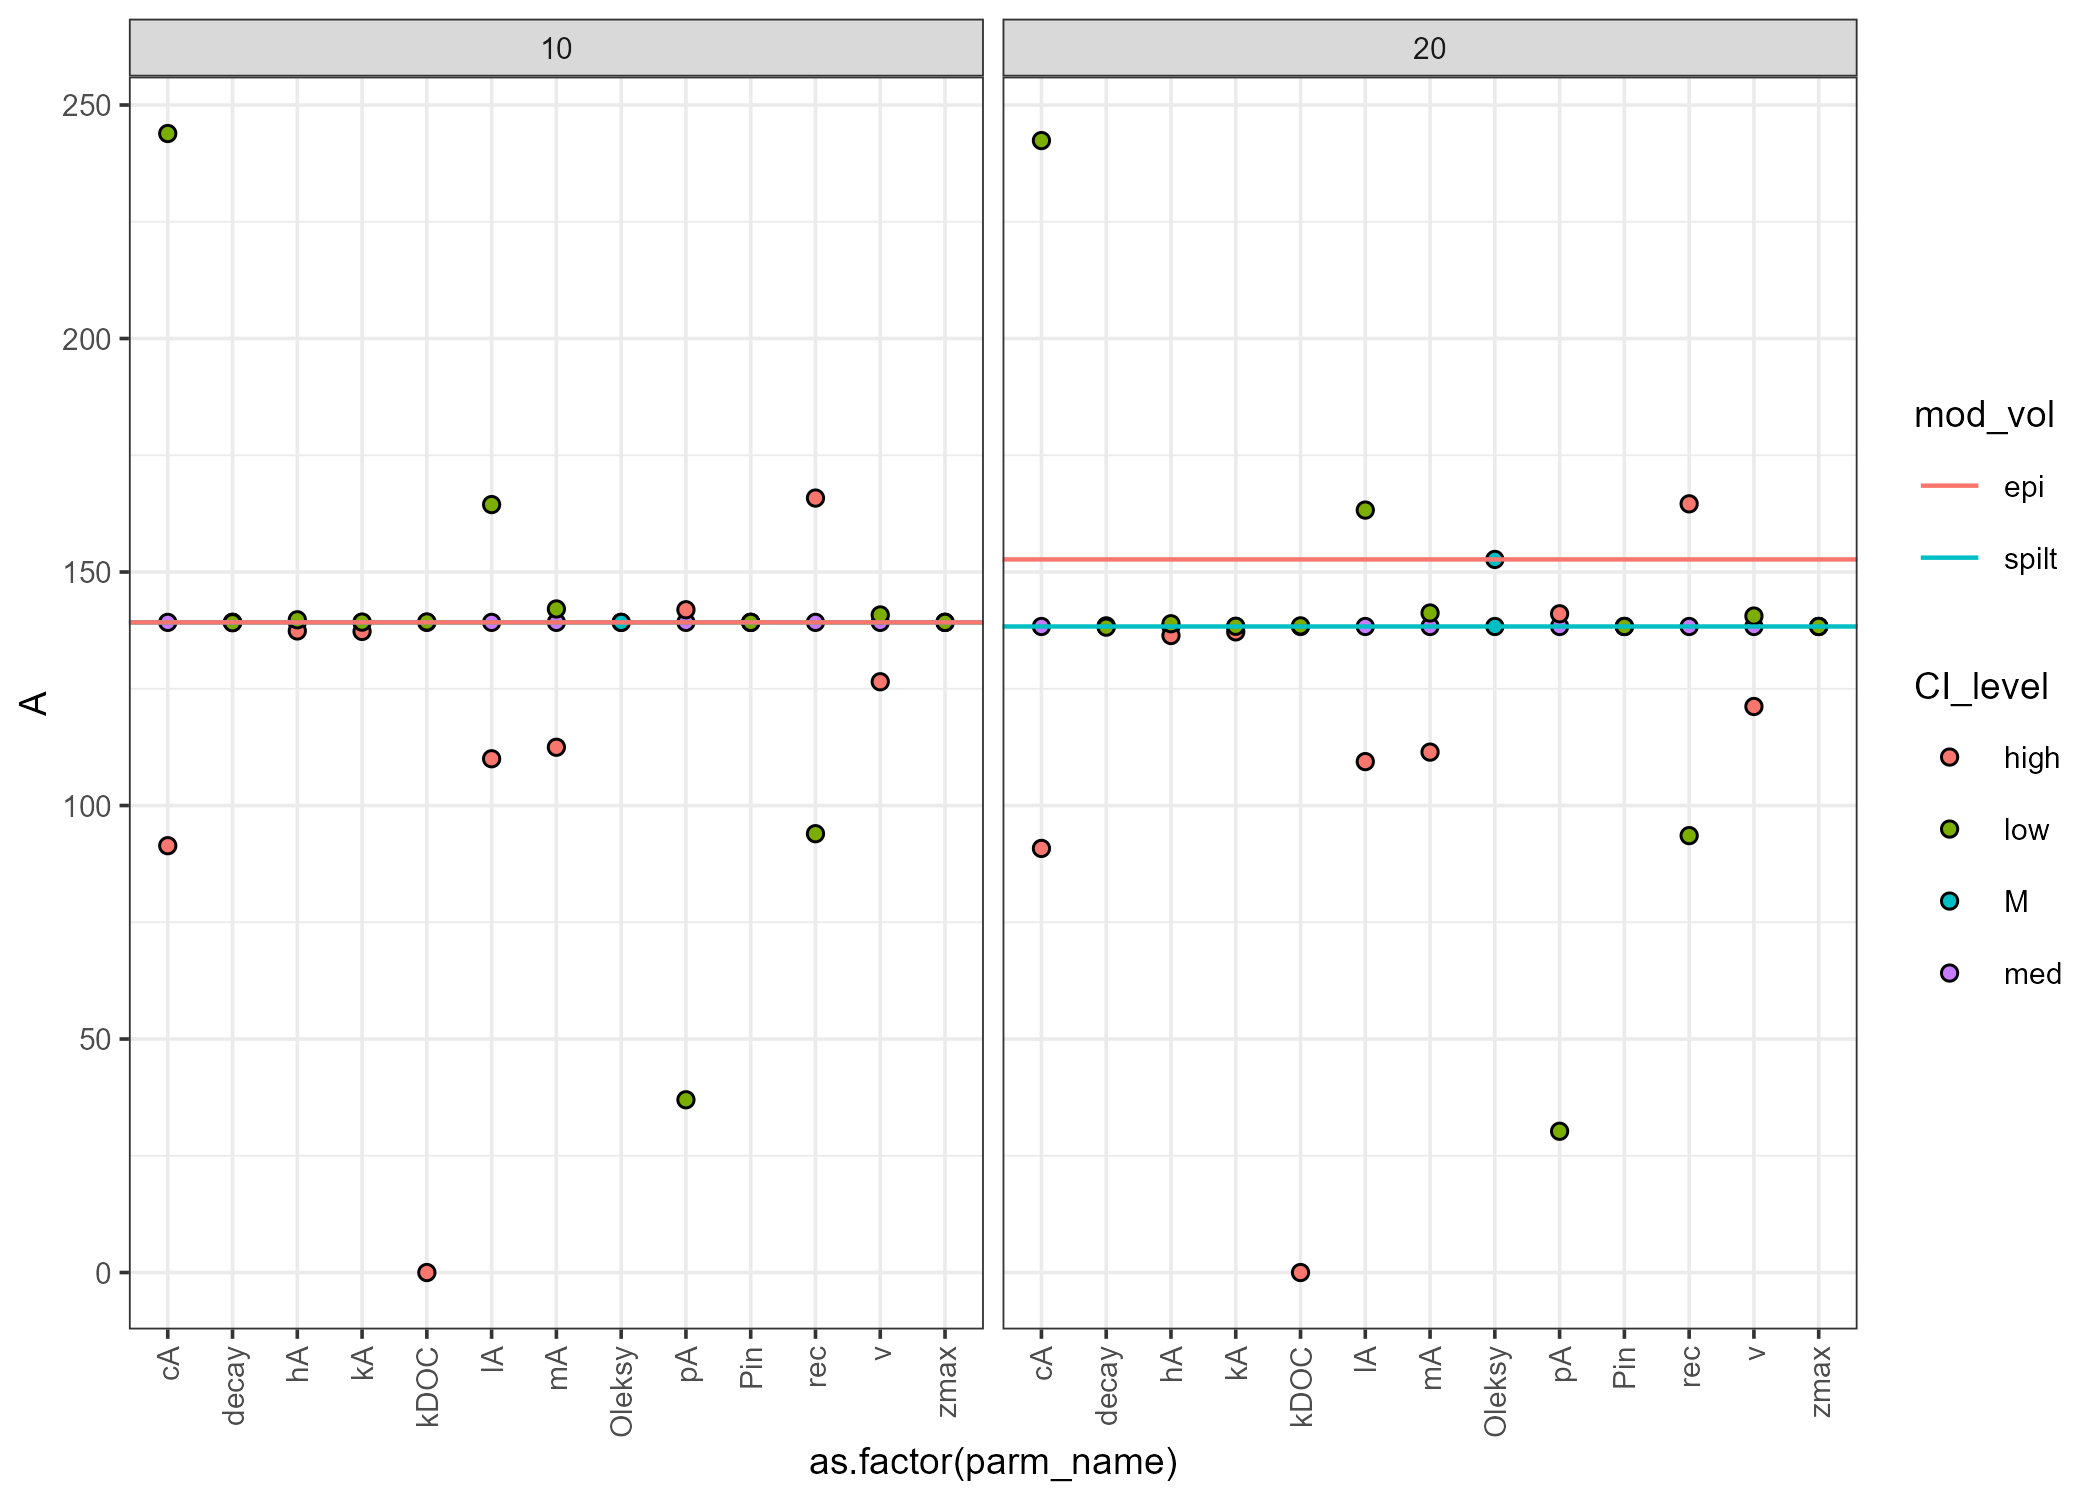 10
20
250
200
150
100
50
0
A
cA
decay
hA
kA
kDOC
lA
mA
Oleksy
pA
Pin
rec
v
zmax
cA
decay
hA
kA
kDOC
lA
mA
Oleksy
pA
Pin
rec
v
zmax
as.factor(parm_name)
mod_vol
epi
spilt
CI_level
high
low
M
med